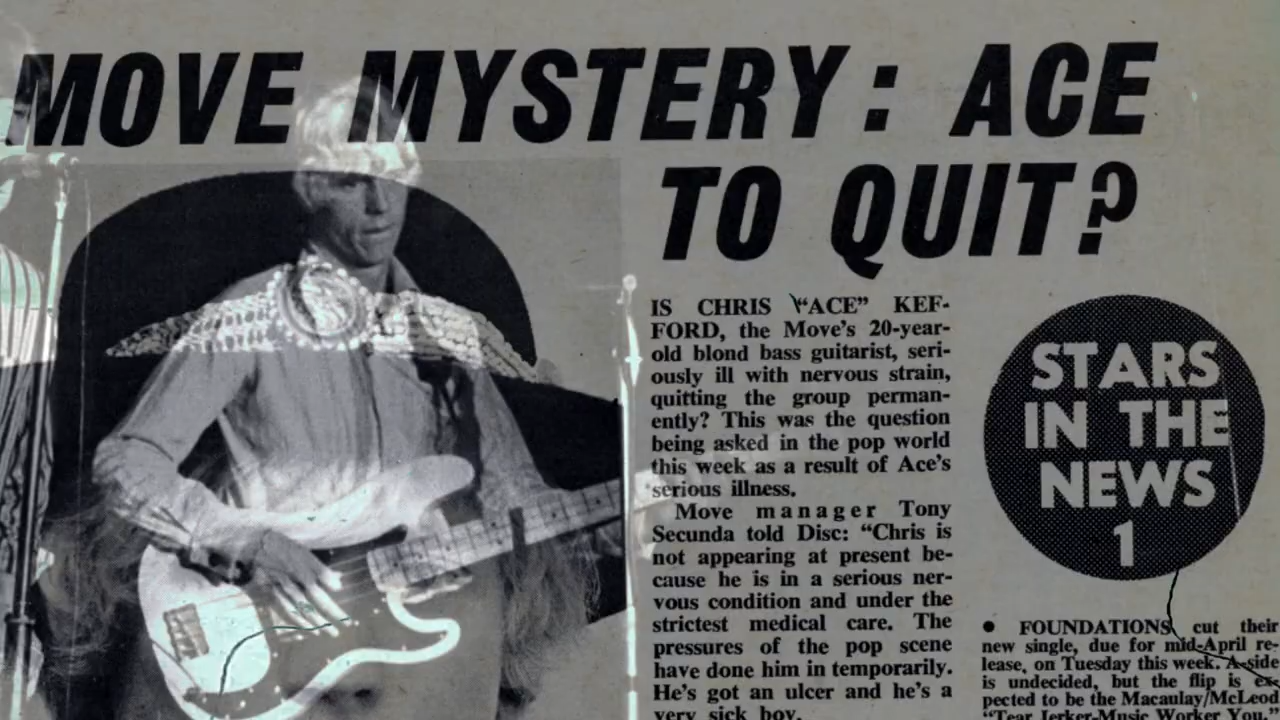 MOVE MYSTERY: ACE
TO QUIT?
IS CHRIS "ACE" KEF-
FORD, the Move's 20-year-
old blond bass guitarist, seri-
ously ill with nervous strain,
quitting the group perman-
ently? This was the question
being asked in the pop world
this week as a result of Ace's
serious illness.
Move manager Tony
Secunda told Disc: "Chris is
not appearing at present be-
cause he is in a serious ner-
vous condition and under the
strictest medical care. The
pressures of the pop scene
have done him in temporarily.
He's got an ulcer and he's a
very sick boy.
STARS
IN THE
NEWS
1
● FOUNDATIONS cut their
new single, due for mid-April re-
lease, on Tuesday this week. A-side
is undecided, but the flip is ex-
pected to be the Macaulay/McLeod
"Tear Jerker-Music Worker You."